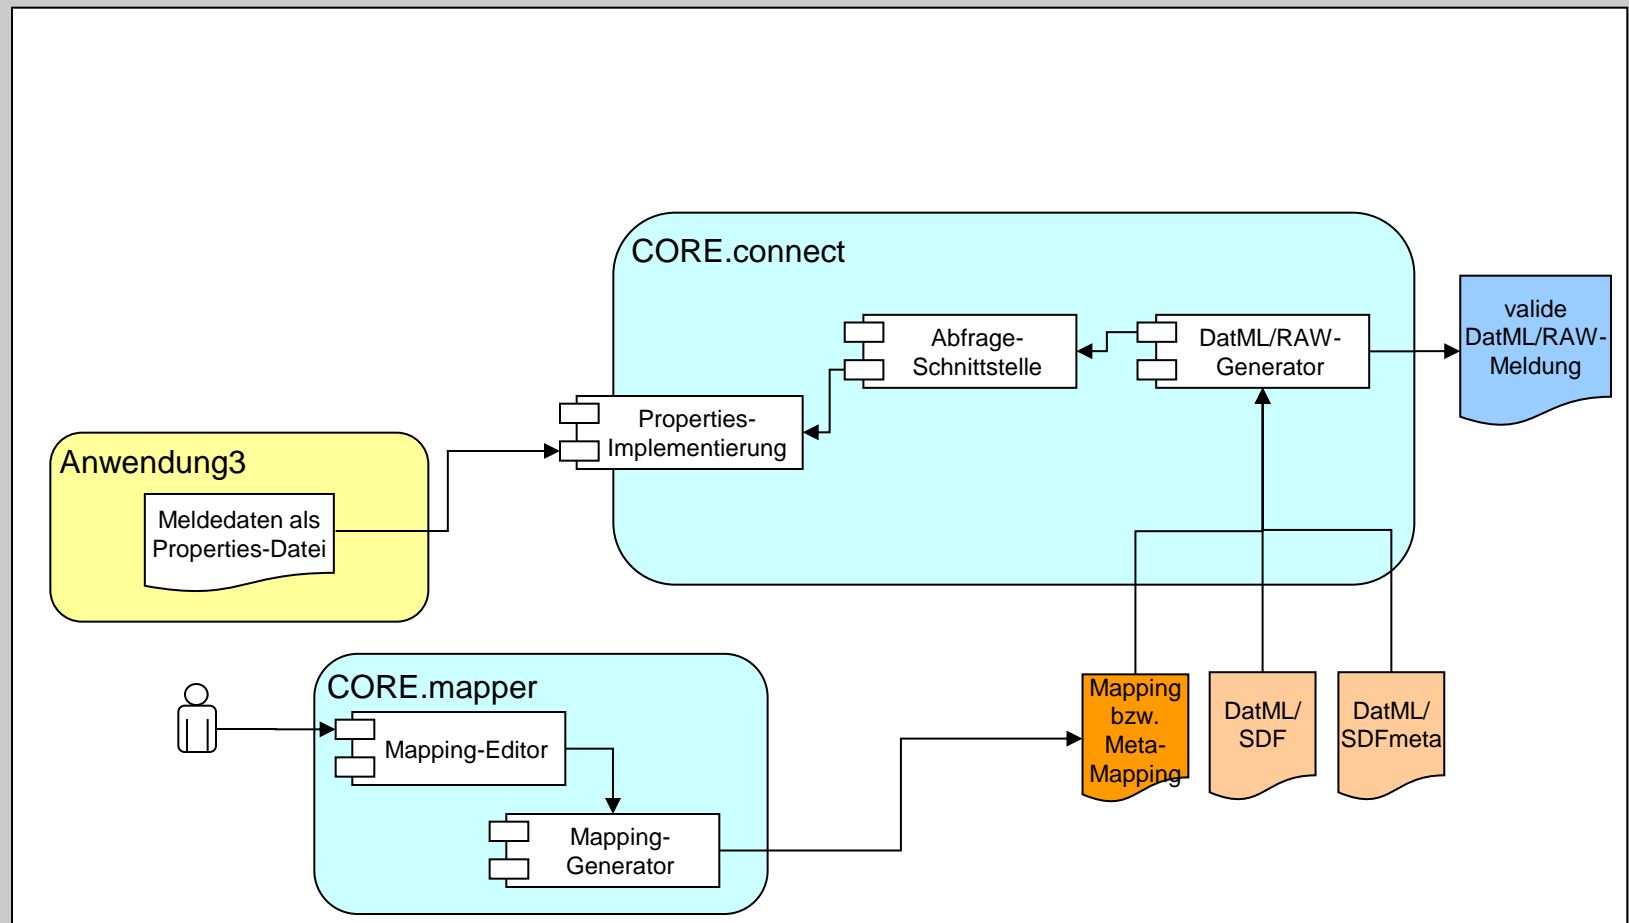 CORE.connect
Abfrage-
Schnittstelle
DatML/RAW-
Generator
valide
DatML/RAW-
Meldung
Properties-
Implementierung
Anwendung3
Meldedaten als
Properties-Datei
CORE.mapper
Mapping-Editor
Mapping-
Generator
Mapping
bzw.
Meta-
Mapping
DatML/
SDF
DatML/
SDFmeta